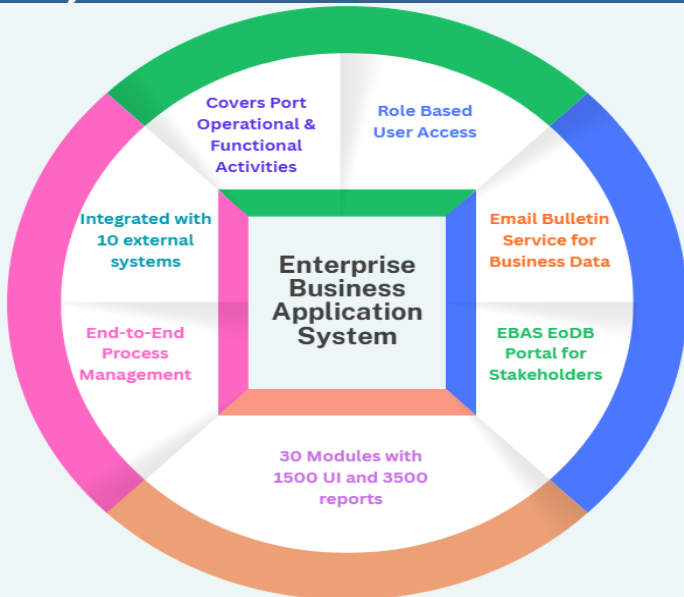 Covers Port
Operational &
Functional
Activities
Role Based
User Access
Integrated with
10 external
systems
Email Bulletin
Service for
Business Data
Enterprise
Business
Application
System
End-to-End
Process
Management
EBAS EoDB
Portal for
Stakeholders
30 Modules with
1500 UI and 3500
reports